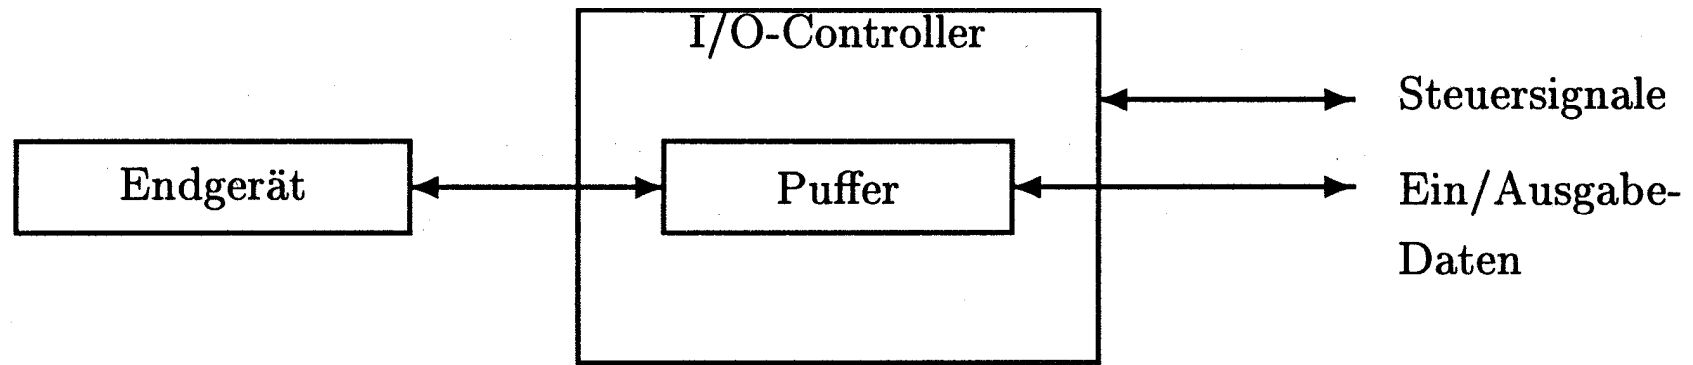 I/O-Controller
Steuersignale
Endgerät
Puffer
Ein/Ausgabe-
Daten